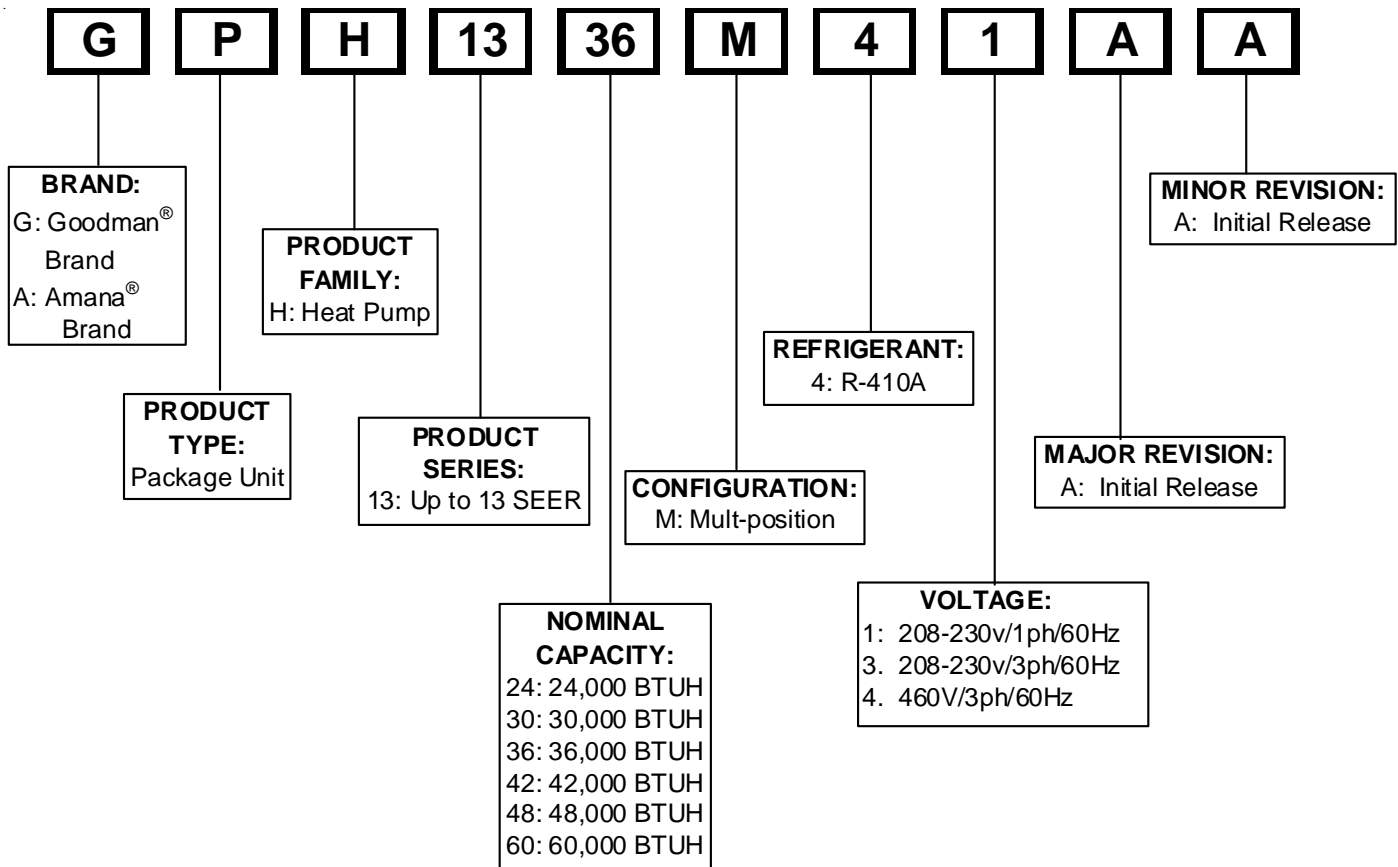 G P H 13 36 M 4 1 A A
BRAND:
G: Goodman®
Brand
A: Amana®
Brand
PRODUCT
TYPE:
Package Unit
PRODUCT
FAMILY:
H: Heat Pump
PRODUCT
SERIES:
13: Up to 13 SEER
NOMINAL
CAPACITY:
24: 24,000 BTUH
30: 30,000 BTUH
36: 36,000 BTUH
42: 42,000 BTUH
48: 48,000 BTUH
60: 60,000 BTUH
CONFIGURATION:
M: Mult-position
REFRIGERANT:
4: R-410A
VOLTAGE:
1: 208-230v/1ph/60Hz
3. 208-230v/3ph/60Hz
4. 460V/3ph/60Hz
MAJOR REVISION:
A: Initial Release
MINOR REVISION:
A: Initial Release